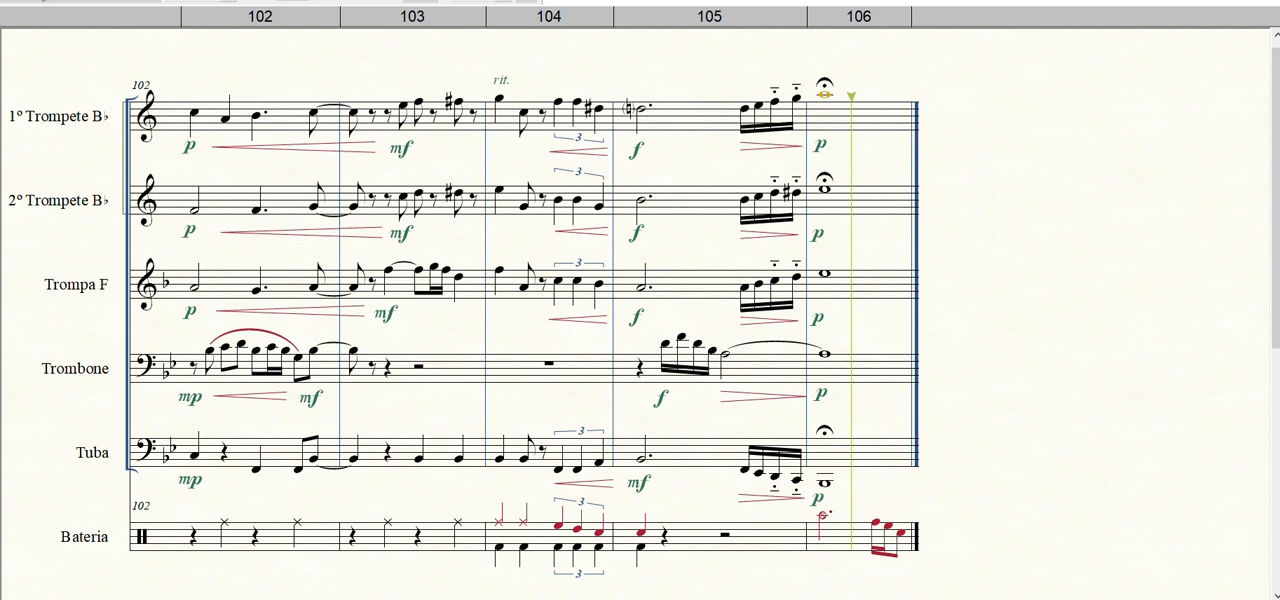 102 103 104 105 106
102
rit.
1º Trompete B♭
3
p mf f p
3
2º Trompete B♭
p mf f p
3
Trompa F
p mf f p
Trombone
mp mf f p
3
Tuba
mp mf p
102
3
Bateria
3